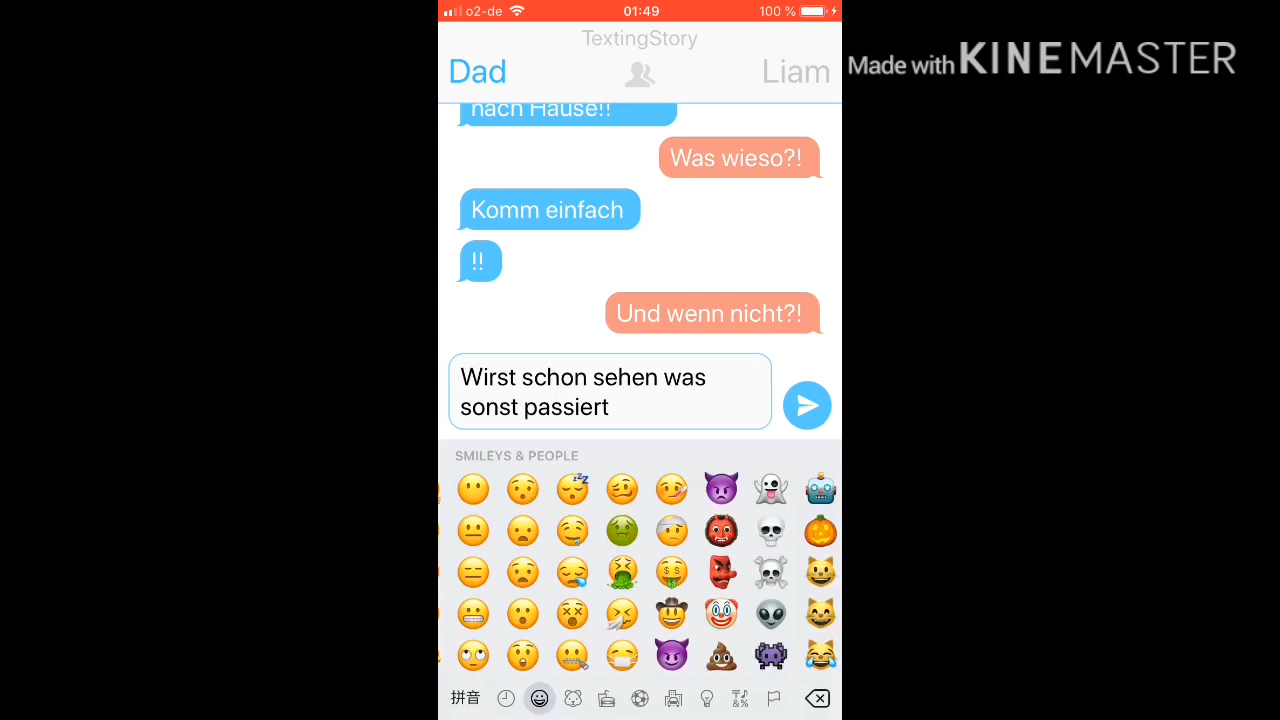 o2-de
01:49
100 %
TextingStory
Dad
Liam
Made with KINEMASTER
nach Hause!!
Was wieso?!
Komm einfach
!!
Und wenn nicht?!
Wirst schon sehen was
sonst passiert
SMILEYS & PEOPLE
拼音